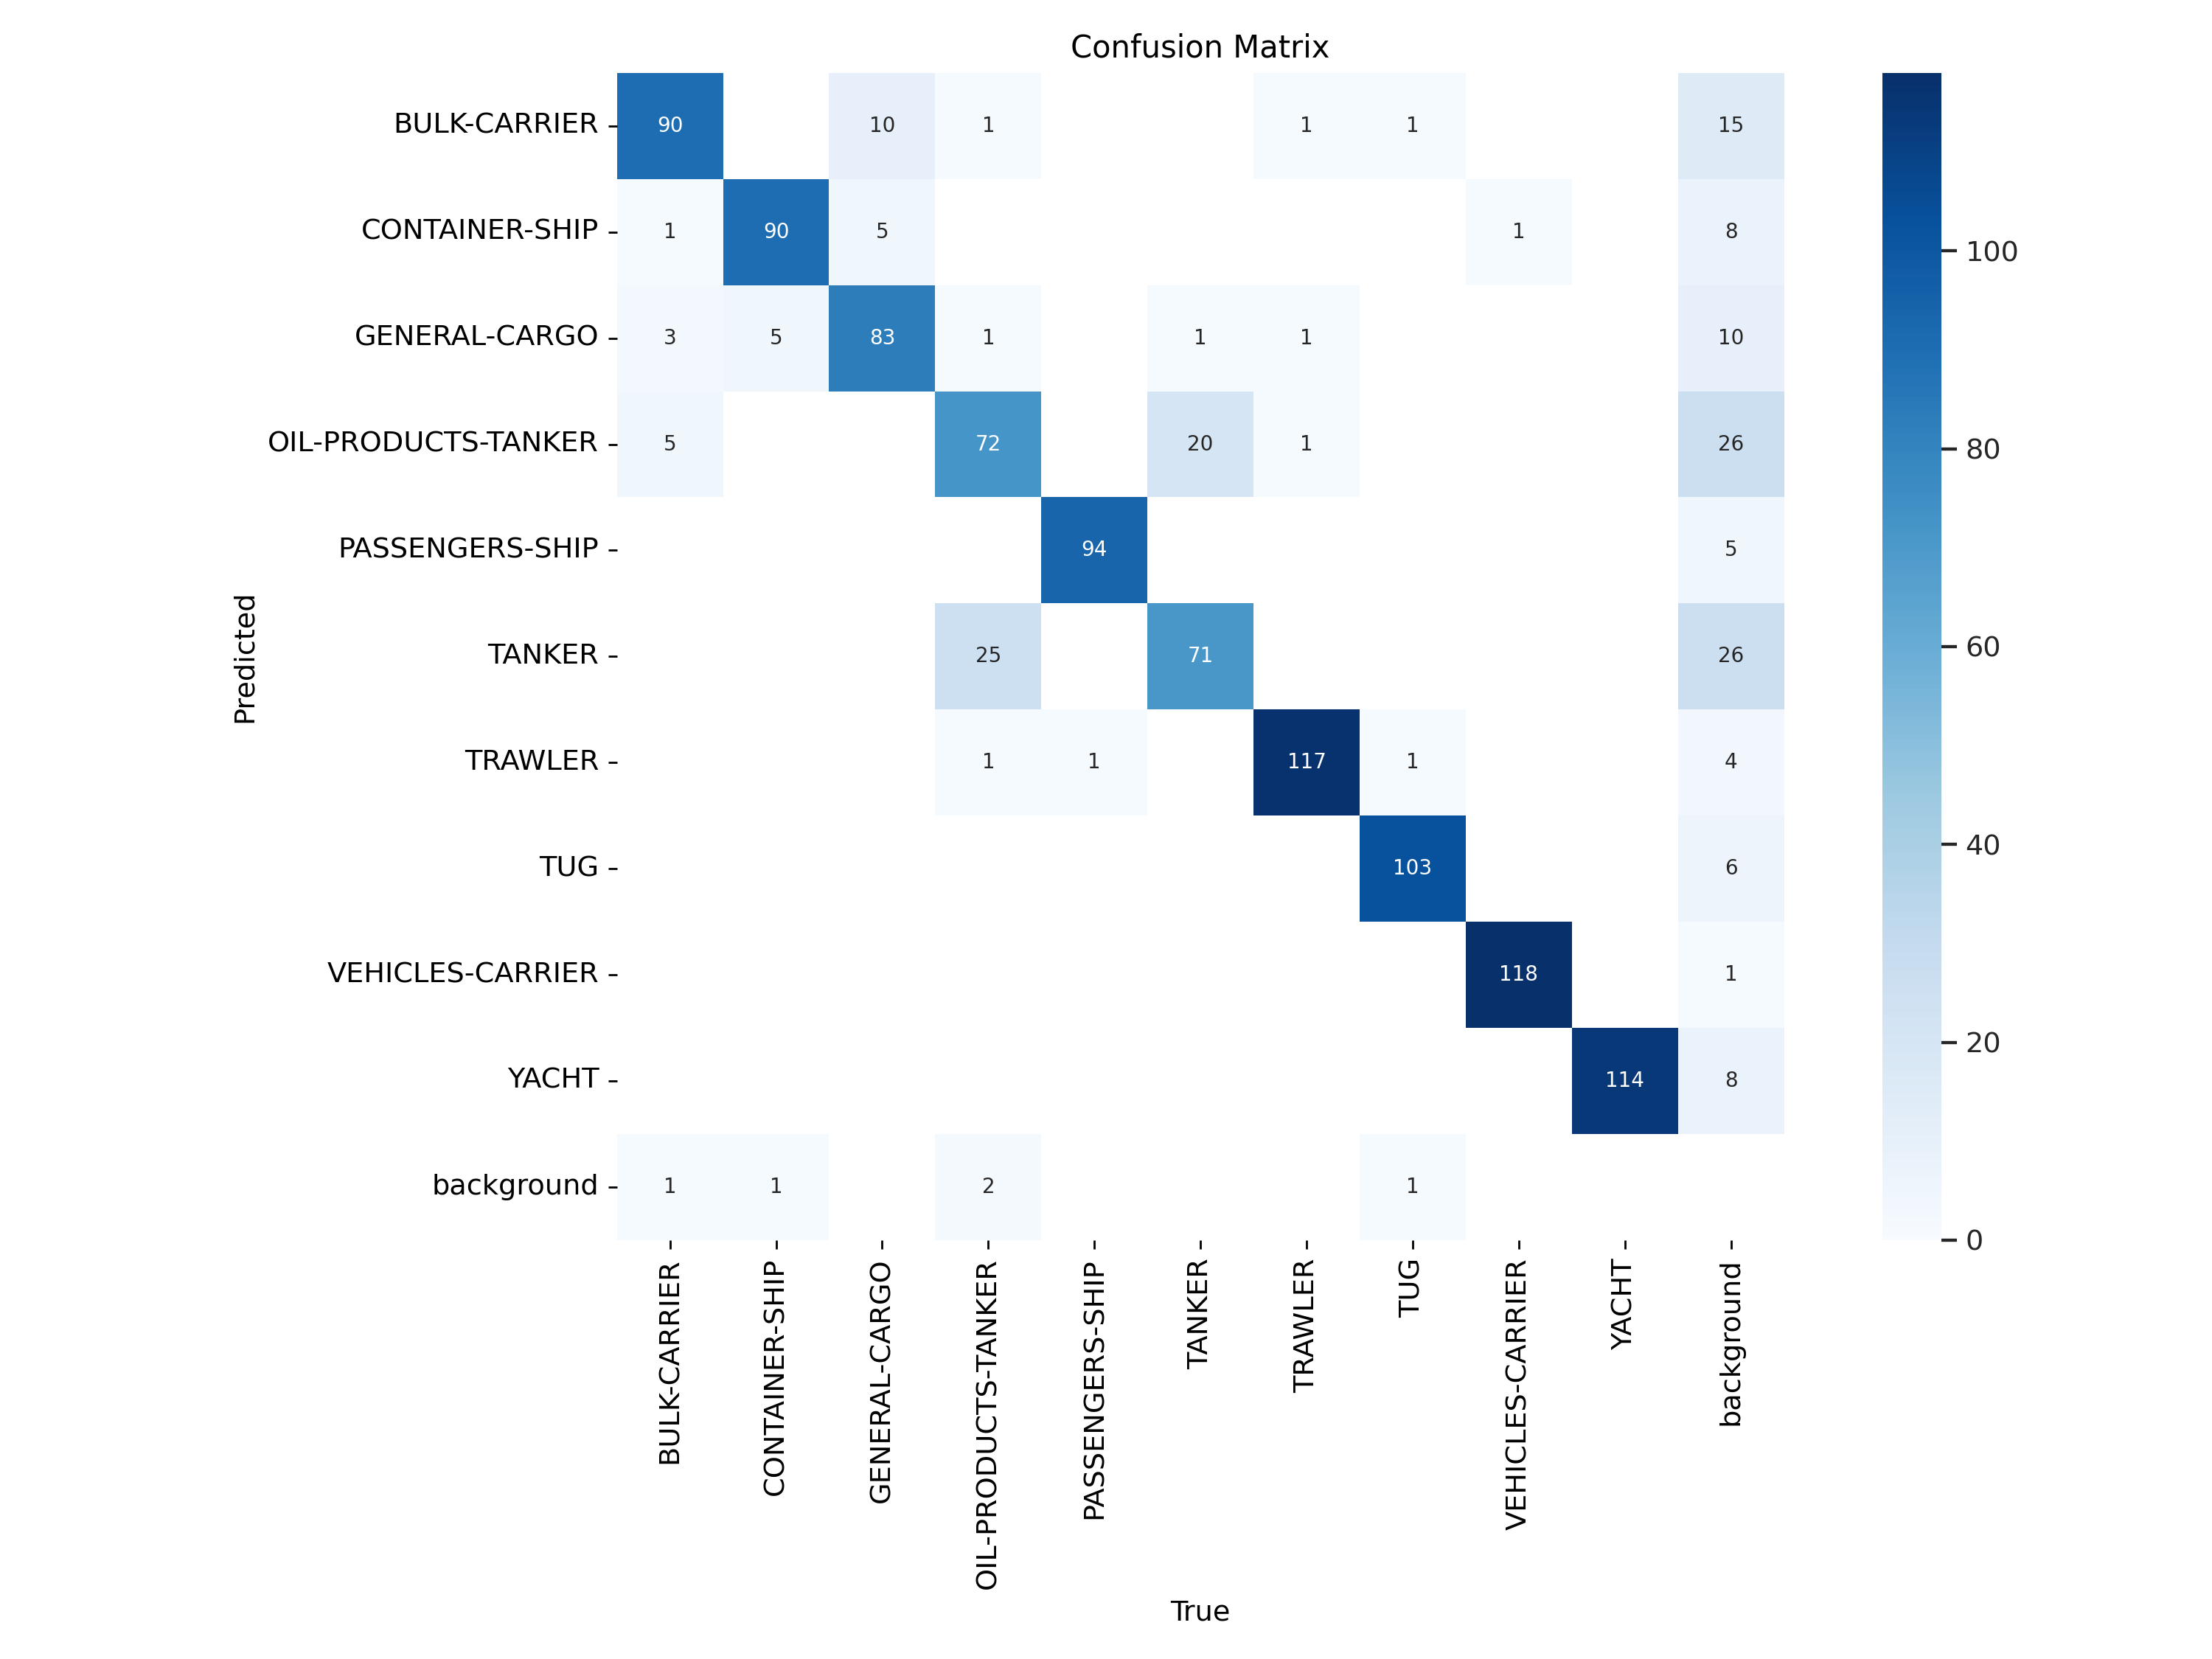 Confusion Matrix
BULK-CARRIER 90 10 1 1 1 15
CONTAINER-SHIP 1 90 5 1 8
GENERAL-CARGO 3 5 83 1 1 1 10
OIL-PRODUCTS-TANKER 5 72 20 1 26
PASSENGERS-SHIP 94 5
TANKER 25 71 26
TRAWLER 1 1 117 1 4
TUG 103 6
VEHICLES-CARRIER 118 1
YACHT 114 8
background 1 1 2 1
Predicted
BULK-CARRIER
CONTAINER-SHIP
GENERAL-CARGO
OIL-PRODUCTS-TANKER
PASSENGERS-SHIP
TANKER
TRAWLER
TUG
VEHICLES-CARRIER
YACHT
background
True
100
80
60
40
20
0